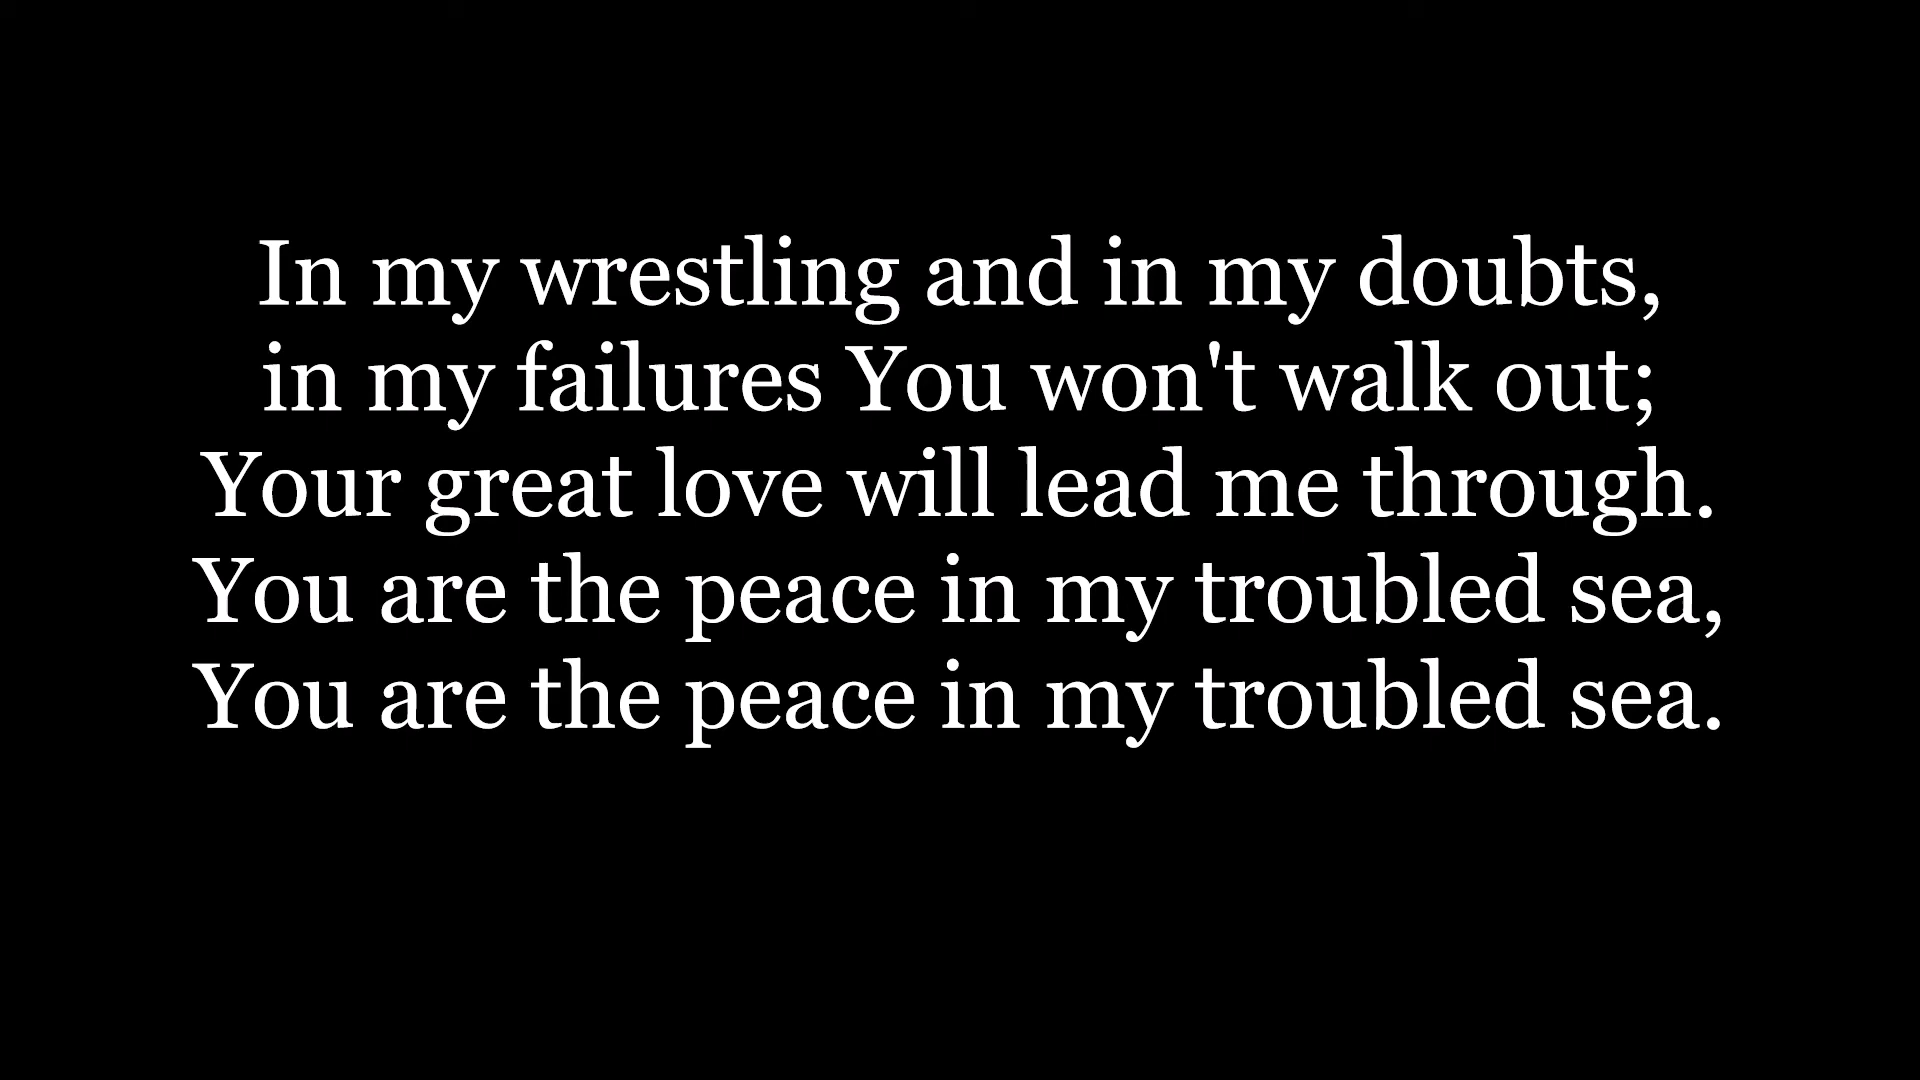 In my wrestling and in my doubts,
in my failures You won't walk out;
Your great love will lead me through.
You are the peace in my troubled sea,
You are the peace in my troubled sea.